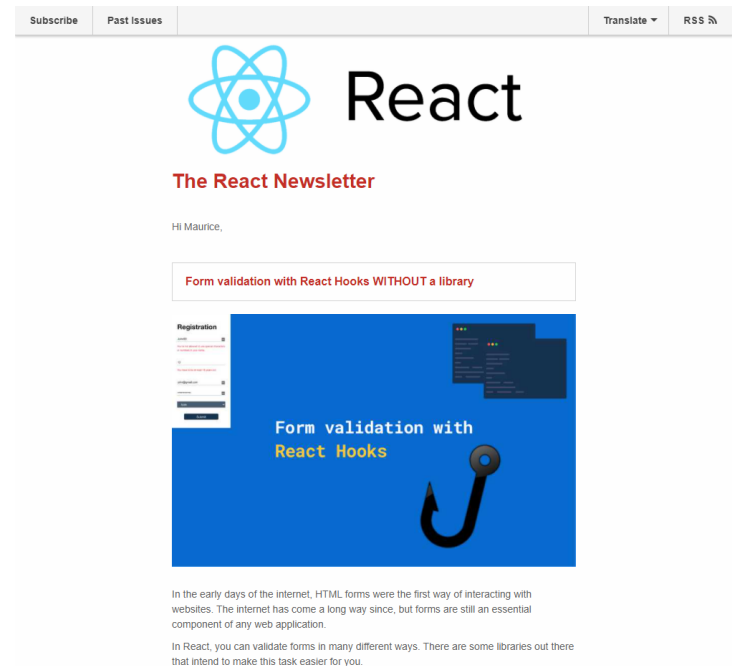 Subscribe
Past Issues
Translate
RSS
React
The React Newsletter
Hi Maurice,
Form validation with React Hooks WITHOUT a library
Registration
Form validation with
React Hooks
In the early days of the internet, HTML forms were the first way of interacting with
websites. The internet has come a long way since, but forms are still an essential
component of any web application.
In React, you can validate forms in many different ways. There are some libraries out there
that intend to make this task easier for you.